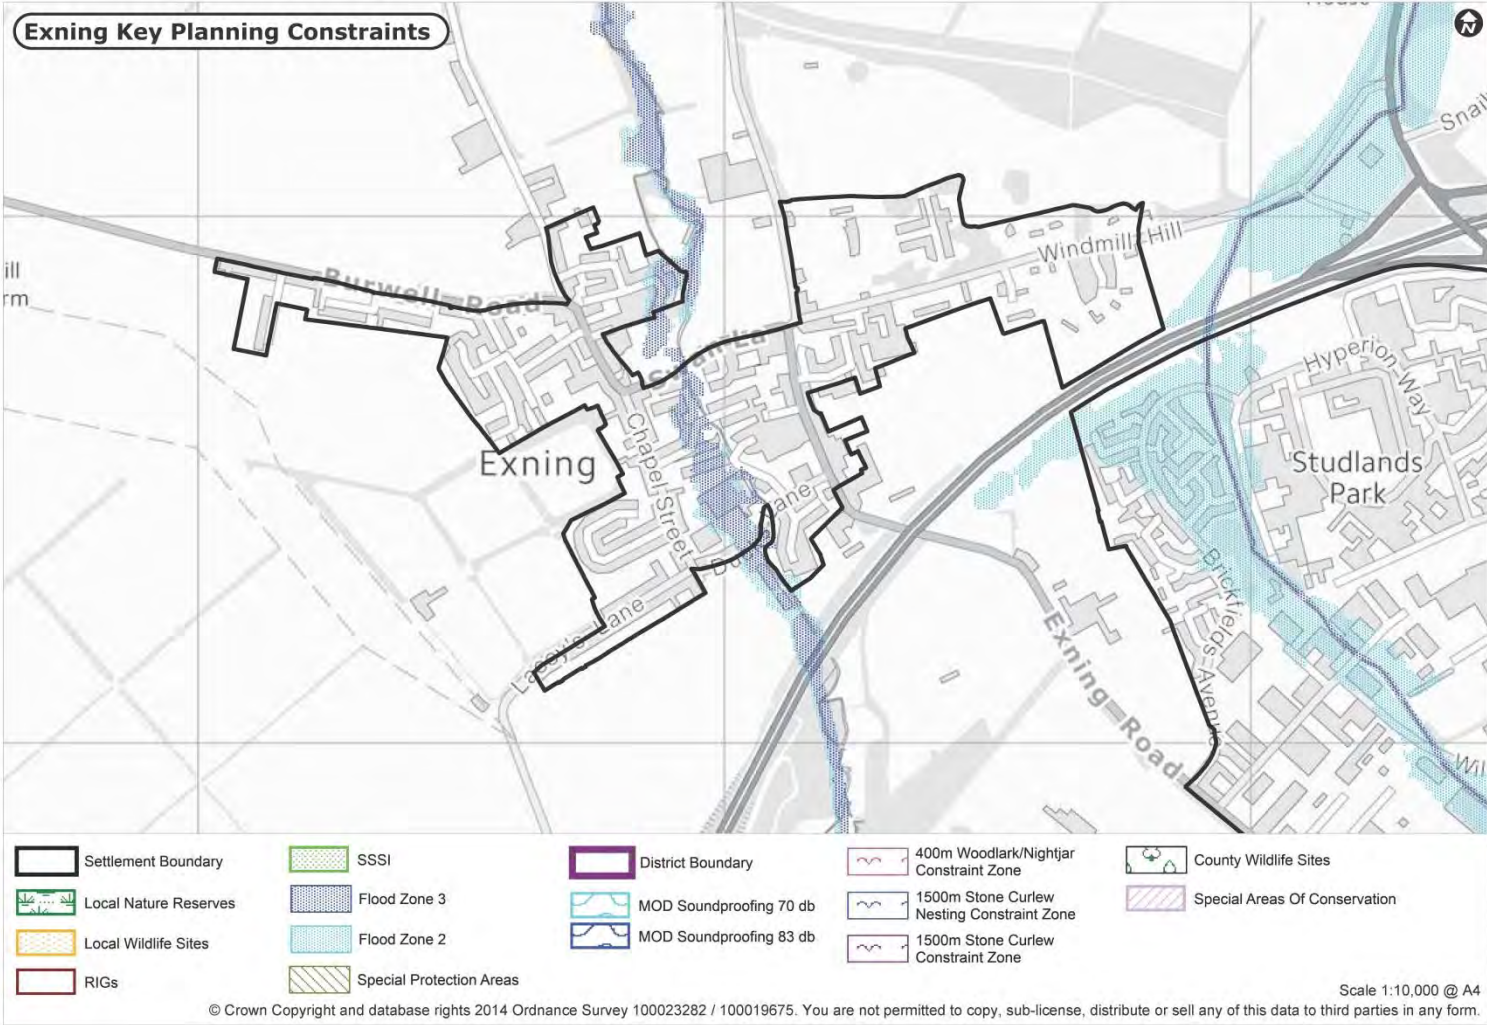 Exning Key Planning Constraints
N
House
Snail
ill
rm
Burwell Road
Windmill Hill
Swan La
Hyperion Way
Exning
Chapel Street
Studlands
Park
Lane
Lacey's Lane
Brickfields Avenue
Exning Road
Wil
Settlement Boundary
Local Nature Reserves
Local Wildlife Sites
RIGs
SSSI
Flood Zone 3
Flood Zone 2
Special Protection Areas
District Boundary
MOD Soundproofing 70 db
MOD Soundproofing 83 db
400m Woodlark/Nightjar
Constraint Zone
1500m Stone Curlew
Nesting Constraint Zone
1500m Stone Curlew
Constraint Zone
County Wildlife Sites
Special Areas Of Conservation
Scale 1:10,000 @ A4
© Crown Copyright and database rights 2014 Ordnance Survey 100023282 / 100019675. You are not permitted to copy, sub-license, distribute or sell any of this data to third parties in any form.